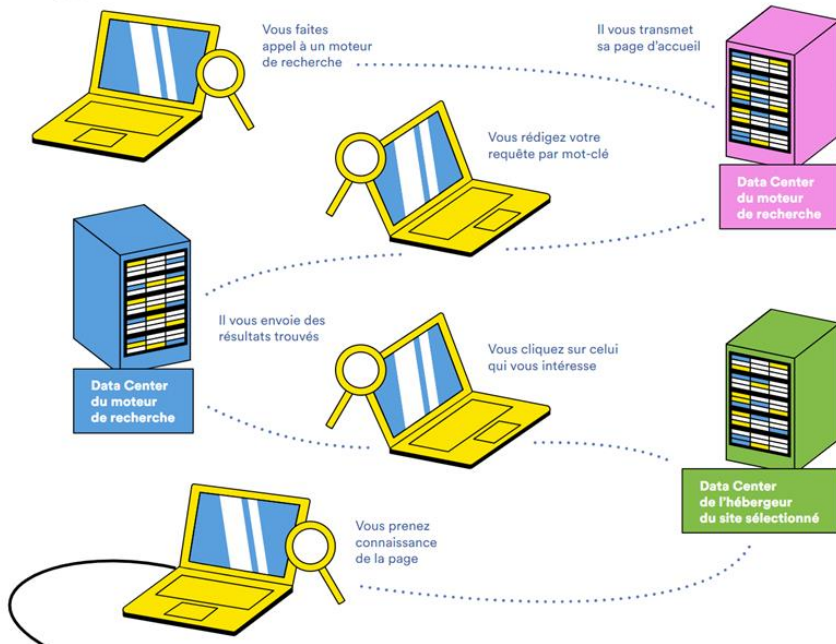 Vous faites
appel à un moteur
de recherche
Il vous transmet
sa page d'accueil
Data Center
du moteur
de recherche
Vous rédigez votre
requête par mot-clé
Il vous envoie des
résultats trouvés
Data Center
du moteur
de recherche
Vous cliquez sur celui
qui vous intéresse
Data Center
de l'hébergeur
du site sélectionné
Vous prenez
connaissance
de la page